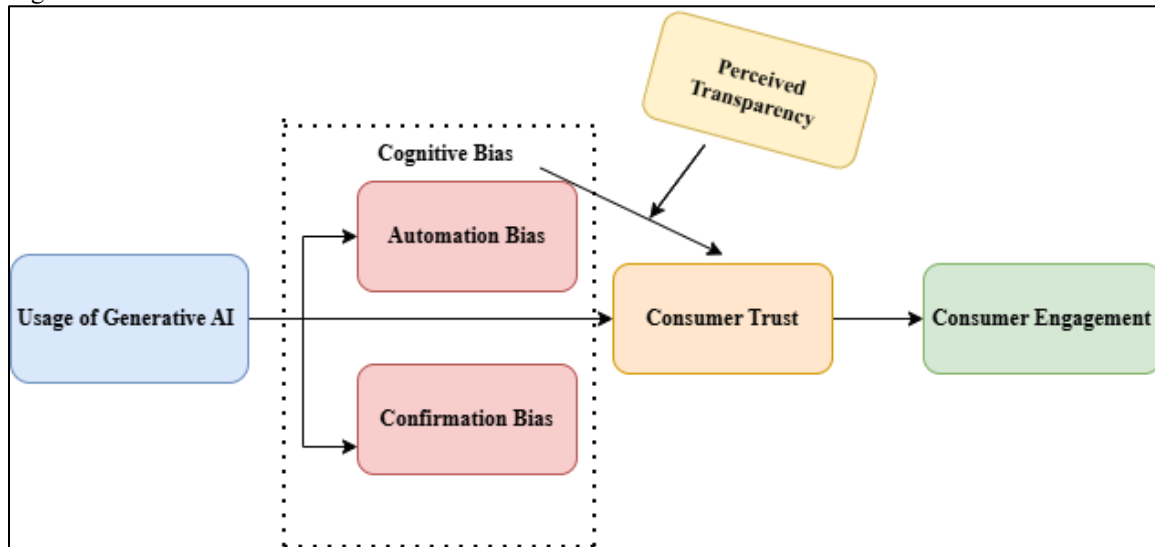 Perceived
Transparency
Cognitive Bias
Automation Bias
Usage of Generative AI
Consumer Trust
Consumer Engagement
Confirmation Bias